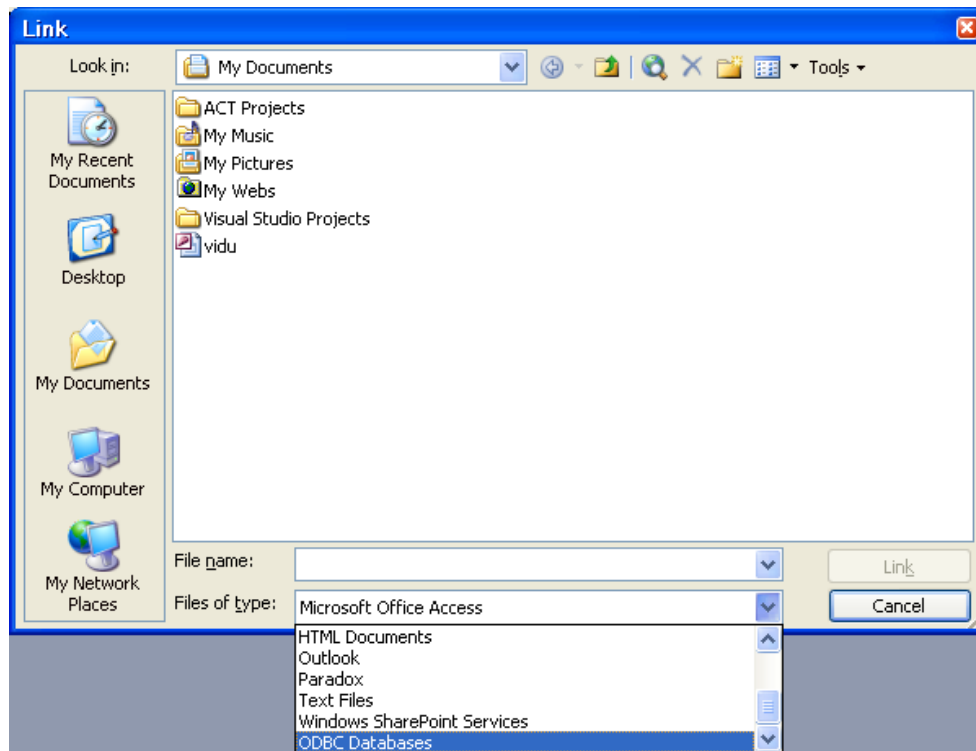 Link
Look in:
My Documents
Tools
My Recent
Documents
Desktop
My Documents
My Computer
My Network
Places
ACT Projects
My Music
My Pictures
My Webs
Visual Studio Projects
vidu
File name:
Link
Files of type:
Microsoft Office Access
Cancel
HTML Documents
Outlook
Paradox
Text Files
Windows SharePoint Services
ODBC Databases